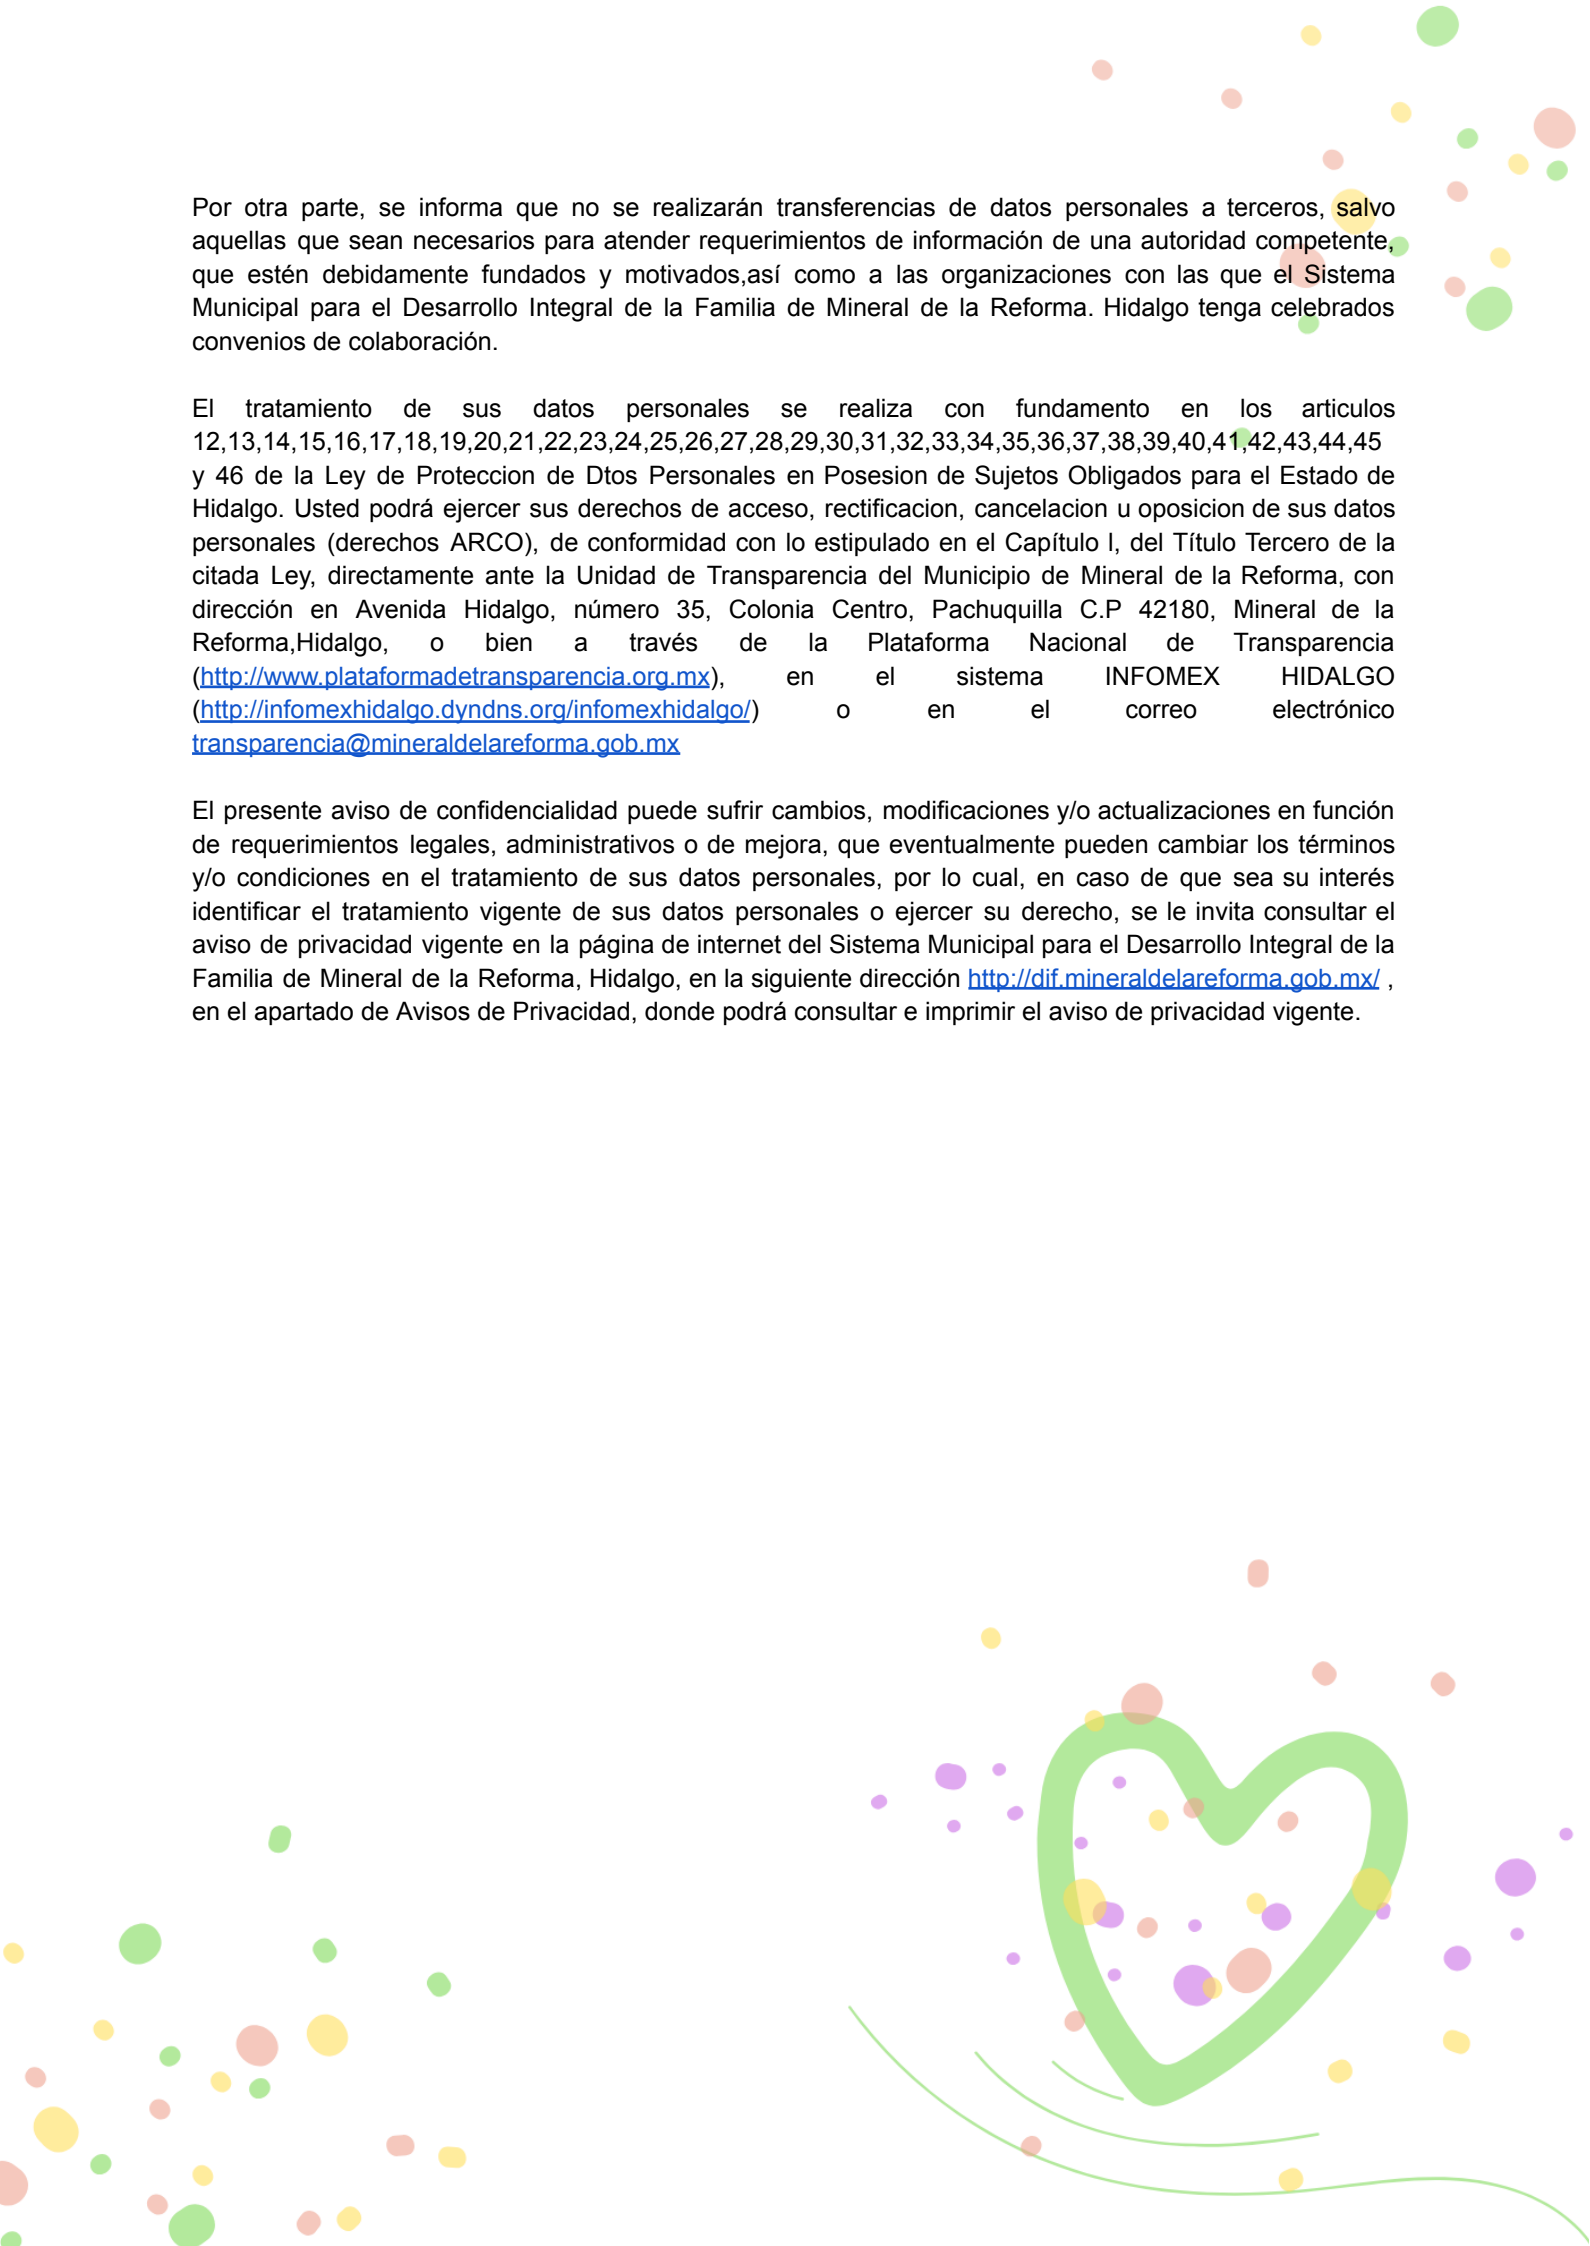 Por otra parte, se informa que no se realizarán transferencias de datos personales a terceros, salvo
aquellas que sean necesarios para atender requerimientos de información de una autoridad competente,
que estén debidamente fundados y motivados,así como a las organizaciones con las que el Sistema
Municipal para el Desarrollo Integral de la Familia de Mineral de la Reforma. Hidalgo tenga celebrados
convenios de colaboración.
El tratamiento de sus datos personales se realiza con fundamento en los articulos
12,13,14,15,16,17,18,19,20,21,22,23,24,25,26,27,28,29,30,31,32,33,34,35,36,37,38,39,40,41,42,43,44,45
y 46 de la Ley de Proteccion de Dtos Personales en Posesion de Sujetos Obligados para el Estado de
Hidalgo. Usted podrá ejercer sus derechos de acceso, rectificacion, cancelacion u oposicion de sus datos
personales (derechos ARCO), de conformidad con lo estipulado en el Capítulo I, del Título Tercero de la
citada Ley, directamente ante la Unidad de Transparencia del Municipio de Mineral de la Reforma, con
dirección en Avenida Hidalgo, número 35, Colonia Centro, Pachuquilla C.P 42180, Mineral de la
Reforma,Hidalgo, o bien a través de la Plataforma Nacional de Transparencia
(http://www.plataformadetransparencia.org.mx), en el sistema INFOMEX HIDALGO
(http://infomexhidalgo.dyndns.org/infomexhidalgo/) o en el correo electrónico
transparencia@mineraldelareforma.gob.mx
El presente aviso de confidencialidad puede sufrir cambios, modificaciones y/o actualizaciones en función
de requerimientos legales, administrativos o de mejora, que eventualmente pueden cambiar los términos
y/o condiciones en el tratamiento de sus datos personales, por lo cual, en caso de que sea su interés
identificar el tratamiento vigente de sus datos personales o ejercer su derecho, se le invita consultar el
aviso de privacidad vigente en la página de internet del Sistema Municipal para el Desarrollo Integral de la
Familia de Mineral de la Reforma, Hidalgo, en la siguiente dirección http://dif.mineraldelareforma.gob.mx/ ,
en el apartado de Avisos de Privacidad, donde podrá consultar e imprimir el aviso de privacidad vigente.